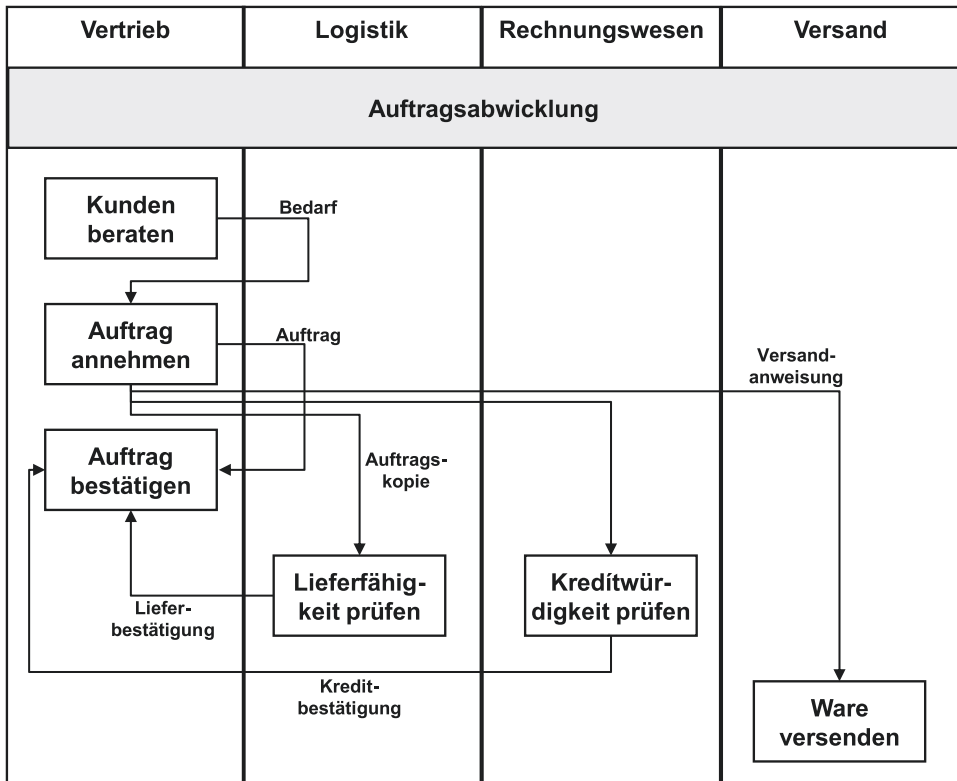 Vertrieb
Logistik
Rechnungswesen
Versand
Auftragsabwicklung
Kunden
beraten
Bedarf
Auftrag
annehmen
Auftrag
Versand-
anweisung
Auftrag
bestätigen
Auftrags-
kopie
Lieferfähig-
keit prüfen
Kredítwür-
digkeit prüfen
Liefer-
bestätigung
Kredit-
bestätigung
Ware
versenden